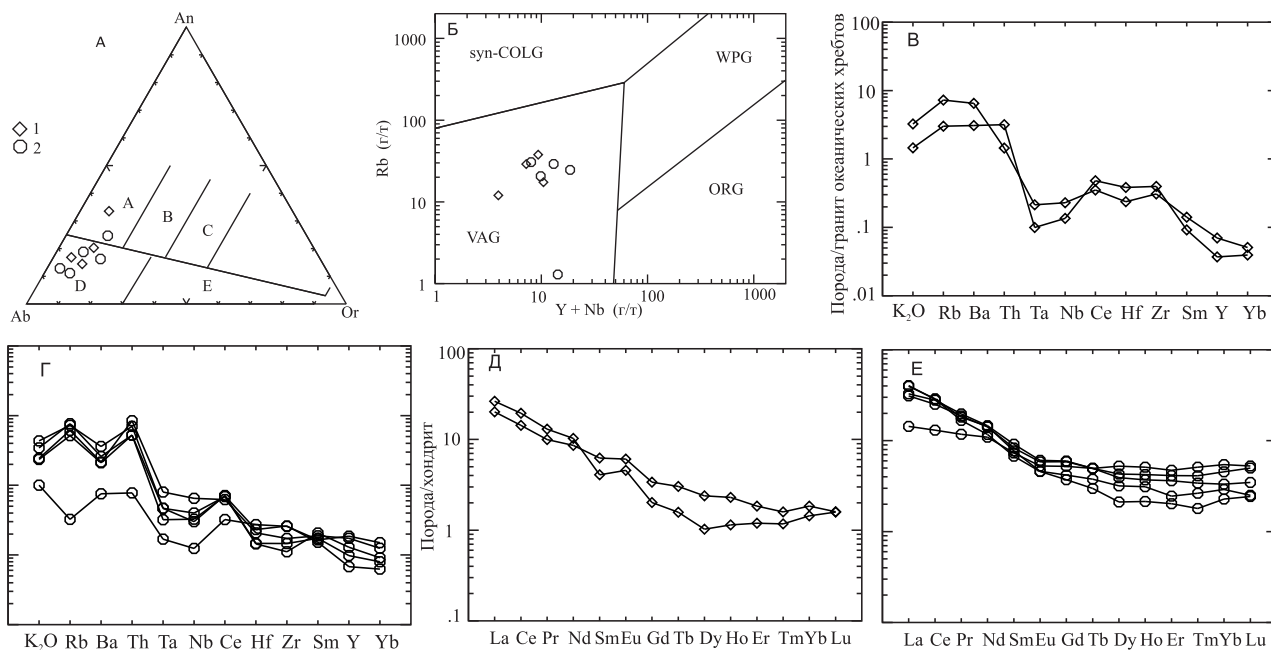 А
An
1
2
A
B
C
D
E
Ab
Or
Б
syn-COLG
WPG
VAG
ORG
Rb (г/т)
1000
100
10
1
1
10
100
1000
Y + Nb (г/т)
В
Порода/гранит океанических хребтов
100
10
1
.1
.01
K2O Rb Ba Th Ta Nb Ce Hf Zr Sm Y Yb
Г
K2O Rb Ba Th Ta Nb Ce Hf Zr Sm Y Yb
Д
Порода/хондрит
100
10
1
.1
La Ce Pr Nd Sm Eu Gd Tb Dy Ho Er Tm Yb Lu
Е
La Ce Pr Nd Sm Eu Gd Tb Dy Ho Er Tm Yb Lu